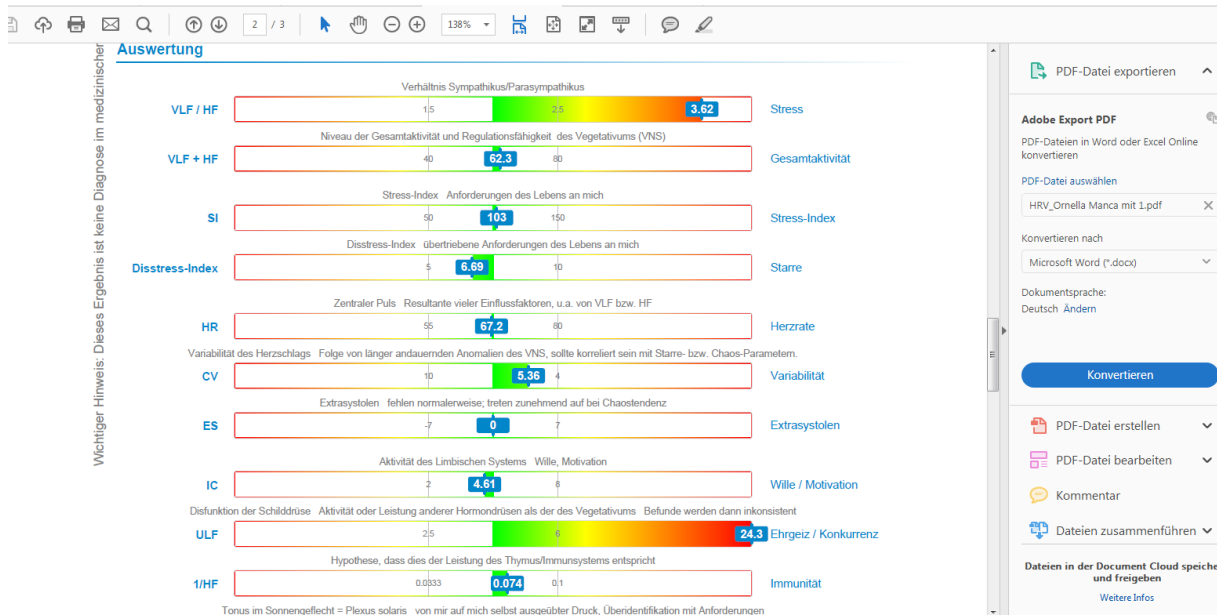 2 / 3
138%
Auswertung
Wichtiger Hinweis: Dieses Ergebnis ist keine Diagnose im medizinischen
Verhältnis Sympathikus/Parasympathikus
VLF / HF 1.5 2.5 3.62 Stress
Niveau der Gesamtaktivität und Regulationsfähigkeit des Vegetativums (VNS)
VLF + HF 40 62.3 80 Gesamtaktivität
Stress-Index Anforderungen des Lebens an mich
SI 50 103 150 Stress-Index
Disstress-Index übertriebene Anforderungen des Lebens an mich
Disstress-Index 5 6.69 10 Starre
Zentraler Puls Resultante vieler Einflussfaktoren, u.a. von VLF bzw. HF
HR 55 67.2 80 Herzrate
Variabilität des Herzschlags Folge von länger andauernden Anomalien des VNS, sollte korreliert sein mit Starre- bzw. Chaos-Parametern.
CV 10 5.36 4 Variabilität
Extrasystolen fehlen normalerweise; treten zunehmend auf bei Chaostendenz
ES -7 0 7 Extrasystolen
Aktivität des Limbischen Systems Wille, Motivation
IC 2 4.61 8 Wille / Motivation
Disfunktion der Schilddrüse Aktivität oder Leistung anderer Hormondrüsen als der des Vegetativums Befunde werden dann inkonsistent
ULF 2.5 6 24.3 Ehrgeiz / Konkurrenz
Hypothese, dass dies der Leistung des Thymus/Immunsystems entspricht
1/HF 0.0333 0.074 0.1 Immunität
Tonus im Sonnengeflecht = Plexus solaris von mir auf mich selbst ausgeübter Druck, Überidentifikation mit Anforderungen
PDF-Datei exportieren
Adobe Export PDF
PDF-Dateien in Word oder Excel Online
konvertieren
PDF-Datei auswählen
HRV_Ornella Manca mit 1.pdf
Konvertieren nach
Microsoft Word (*.docx)
Dokumentsprache:
Deutsch Ändern
Konvertieren
PDF-Datei erstellen
PDF-Datei bearbeiten
Kommentar
Dateien zusammenführen
Dateien in der Document Cloud speiche
und freigeben
Weitere Infos